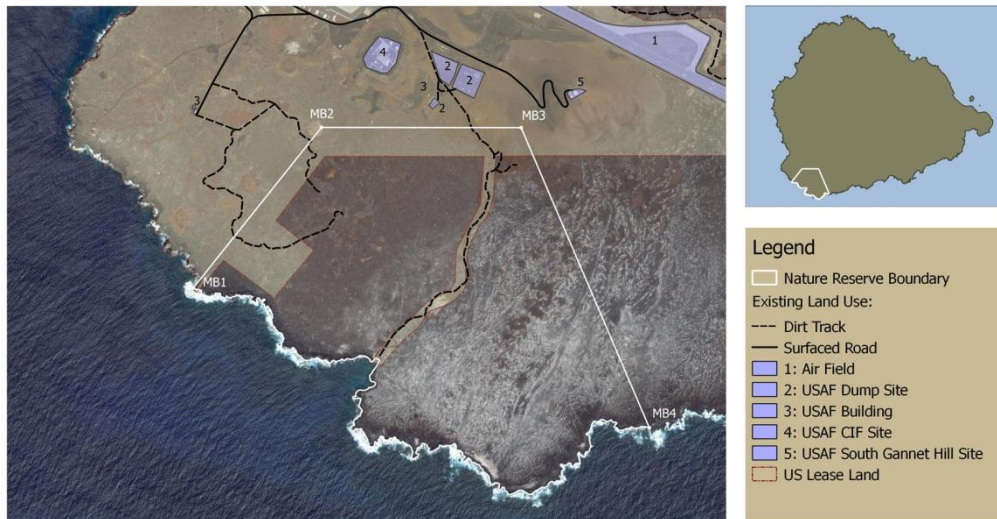 1
4
2
2
3
2
5
3
MB2
MB3
MB1
MB4
Legend
Nature Reserve Boundary
Existing Land Use:
Dirt Track
Surfaced Road
1: Air Field
2: USAF Dump Site
3: USAF Building
4: USAF CIF Site
5: USAF South Gannet Hill Site
US Lease Land